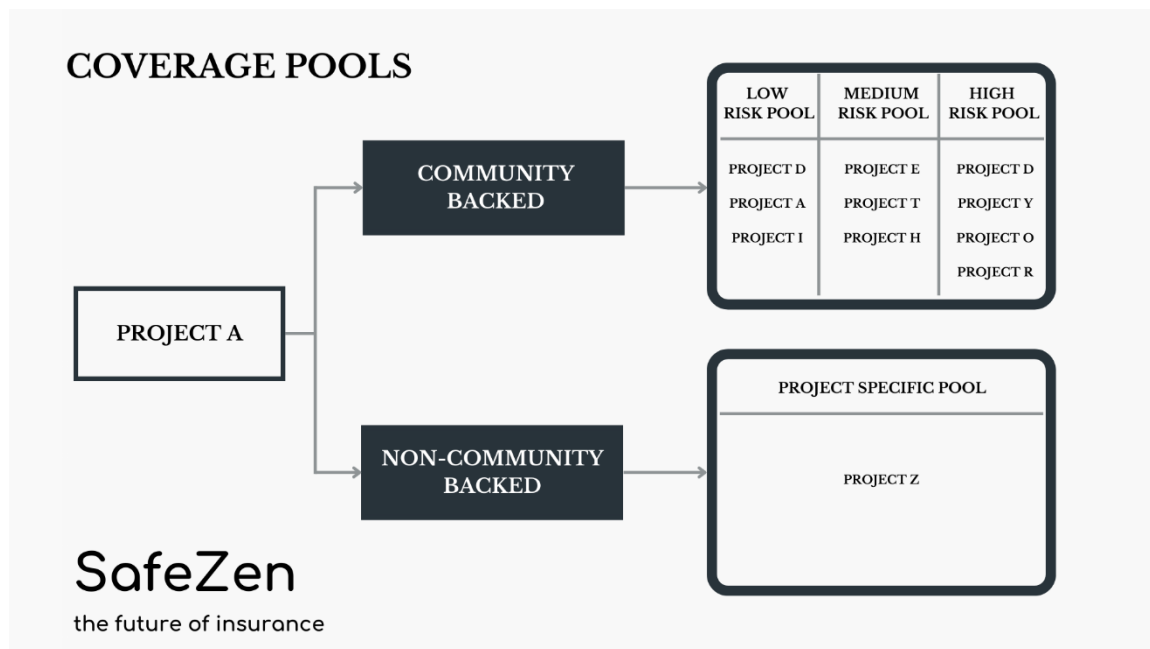 COVERAGE POOLS
PROJECT A
COMMUNITY
BACKED
LOW
RISK POOL
PROJECT D
PROJECT A
PROJECT I
MEDIUM
RISK POOL
PROJECT E
PROJECT T
PROJECT H
HIGH
RISK POOL
PROJECT D
PROJECT Y
PROJECT O
PROJECT R
NON-COMMUNITY
BACKED
PROJECT SPECIFIC POOL
PROJECT Z
SafeZen
the future of insurance